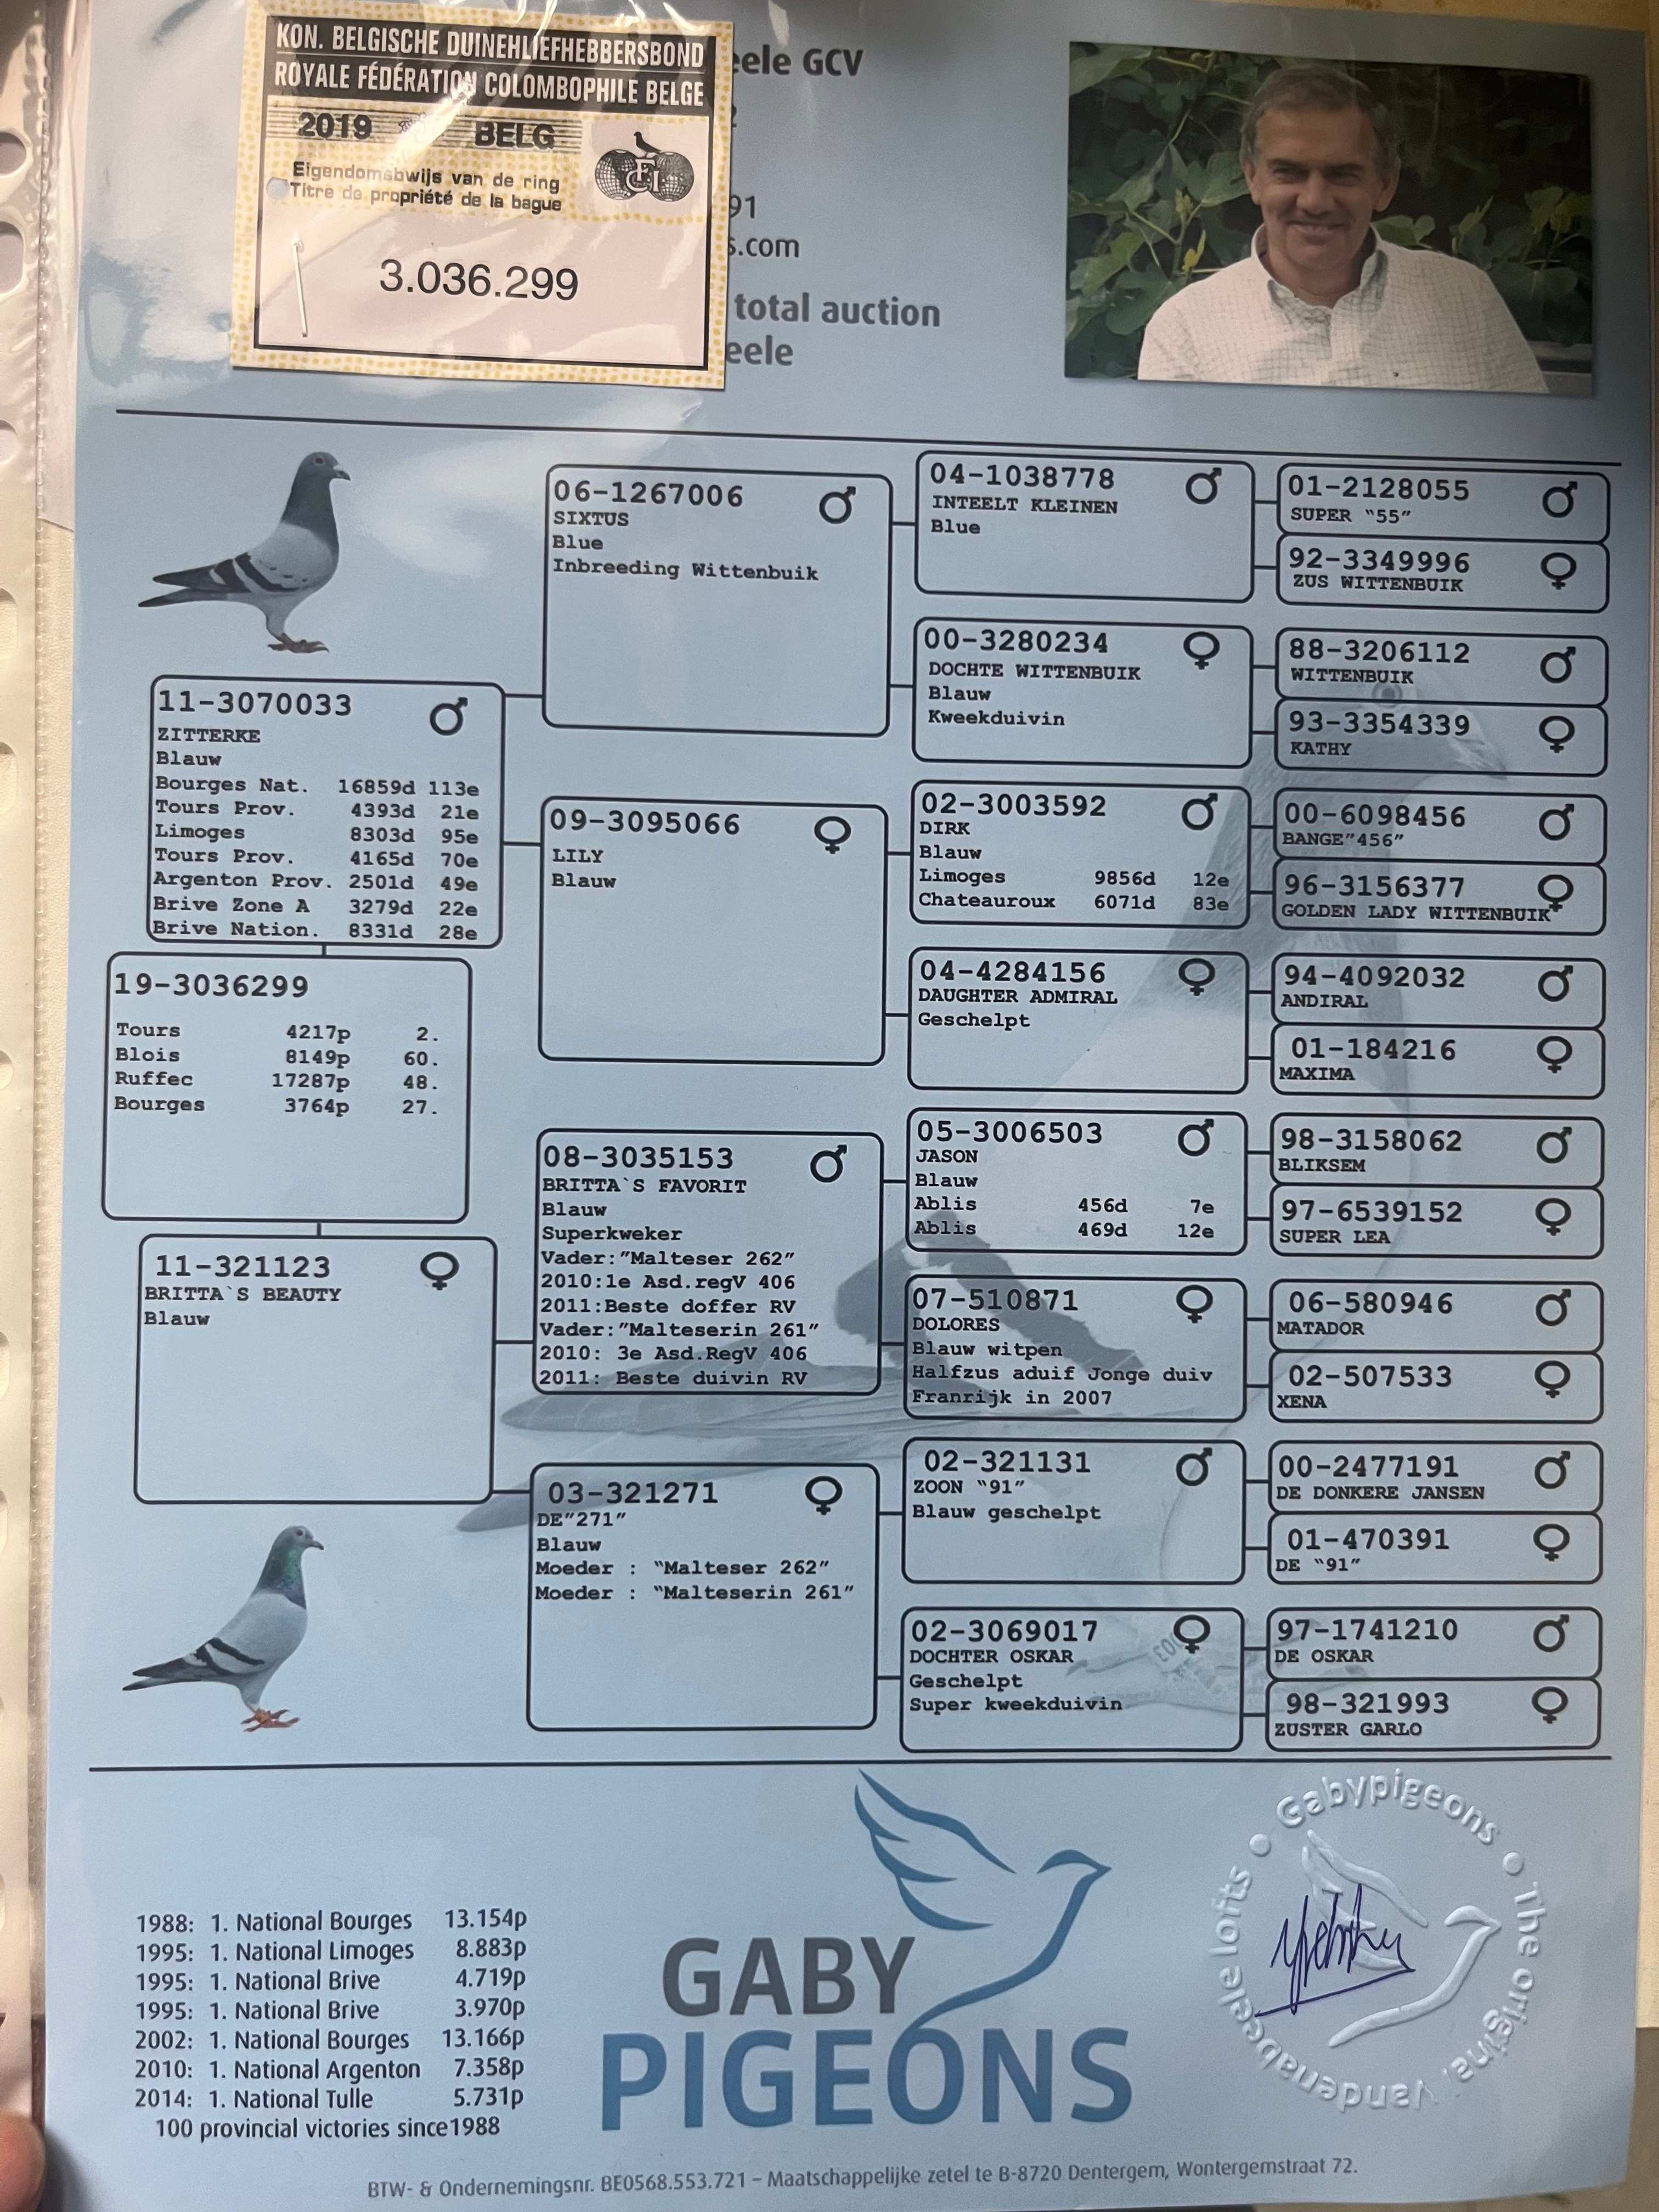 KON. BELGISCHE DUINEHLIEFHEBBERSBOND
ROYALE FÉDÉRATION COLOMBOPHILE BELGE
2019 BELG
Eigendomsbwijs van de ring
Titre de propriété de la bague
FCI
3.036.299
eele GCV
91
s.com
total auction
eele
06-1267006 ♂
SIXTUS
Blue
Inbreeding Wittenbuik
04-1038778 ♂
INTEELT KLEINEN
Blue
01-2128055 ♂
SUPER "55"
92-3349996 ♀
ZUS WITTENBUIK
00-3280234 ♀
DOCHTE WITTENBUIK
Blauw
Kweekduivin
88-3206112 ♂
WITTENBUIK
93-3354339 ♀
KATHY
11-3070033 ♂
ZITTERKE
Blauw
Bourges Nat. 16859d 113e
Tours Prov. 4393d 21e
Limoges 8303d 95e
Tours Prov. 4165d 70e
Argenton Prov. 2501d 49e
Brive Zone A 3279d 22e
Brive Nation. 8331d 28e
09-3095066 ♀
LILY
Blauw
02-3003592 ♂
DIRK
Blauw
Limoges 9856d 12e
Chateauroux 6071d 83e
00-6098456 ♂
BANGE"456"
96-3156377 ♀
GOLDEN LADY WITTENBUIK
04-4284156 ♀
DAUGHTER ADMIRAL
Geschelpt
94-4092032 ♂
ANDIRAL
01-184216 ♀
MAXIMA
19-3036299
Tours 4217p 2.
Blois 8149p 60.
Ruffec 17287p 48.
Bourges 3764p 27.
08-3035153 ♂
BRITTA`S FAVORIT
Blauw
Superkweker
Vader:"Malteser 262"
2010:1e Asd.regV 406
2011:Beste doffer RV
Vader:"Malteserin 261"
2010: 3e Asd.RegV 406
2011: Beste duivin RV
05-3006503 ♂
JASON
Blauw
Ablis 456d 7e
Ablis 469d 12e
98-3158062 ♂
BLIKSEM
97-6539152 ♀
SUPER LEA
11-321123 ♀
BRITTA`S BEAUTY
Blauw
07-510871 ♀
DOLORES
Blauw witpen
Halfzus aduif Jonge duiv
Franrijk in 2007
06-580946 ♂
MATADOR
02-507533 ♀
XENA
03-321271 ♀
DE"271"
Blauw
Moeder : "Malteser 262"
Moeder : "Malteserin 261"
02-321131 ♂
ZOON "91"
Blauw geschelpt
00-2477191 ♂
DE DONKERE JANSEN
01-470391 ♀
DE "91"
02-3069017 ♀
DOCHTER OSKAR
Geschelpt
Super kweekduivin
97-1741210 ♂
DE OSKAR
98-321993 ♀
ZUSTER GARLO
1988: 1. National Bourges 13.154p
1995: 1. National Limoges 8.883p
1995: 1. National Brive 4.719p
1995: 1. National Brive 3.970p
2002: 1. National Bourges 13.166p
2010: 1. National Argenton 7.358p
2014: 1. National Tulle 5.731p
100 provincial victories since1988
GABY
PIGEONS
Gabypigeons • The origine, Vandenabeele lofts •
BTW- & Ondernemingsnr. BE0568.553.721 – Maatschappelijke zetel te B-8720 Dentergem, Wontergemstraat 72.